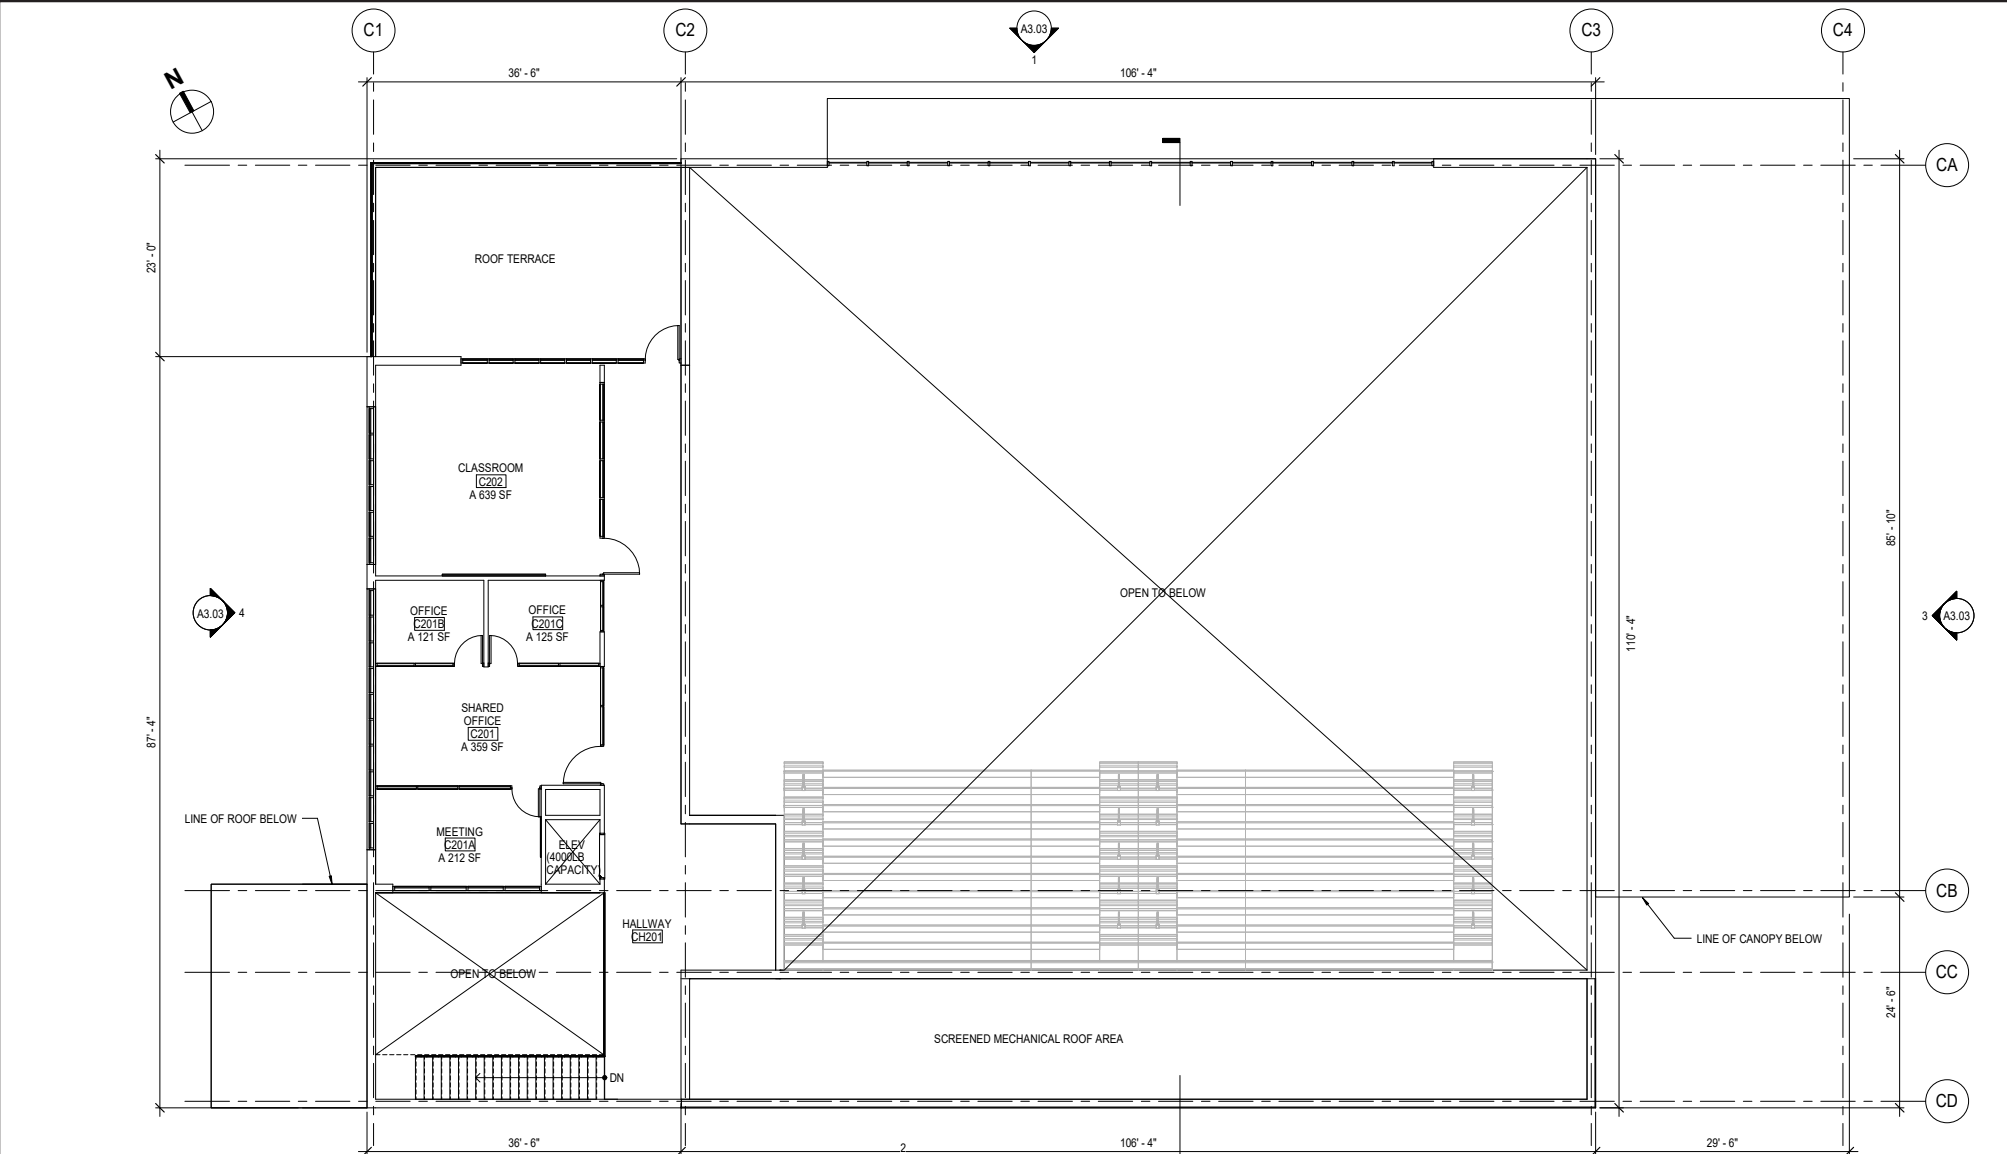 C1
C2
A3.03
1
C3
C4
N
36' - 6"
106' - 4"
CA
23' - 0"
ROOF TERRACE
CLASSROOM
C202
A 639 SF
85' - 10"
OPEN TO BELOW
OFFICE
C201B
A 121 SF
OFFICE
C201C
A 125 SF
A3.03
4
110' - 4"
3
A3.03
SHARED
OFFICE
C201
A 359 SF
87' - 4"
LINE OF ROOF BELOW
MEETING
C201A
A 212 SF
ELEV
(4000LB
CAPACITY)
CB
HALLWAY
CH201
LINE OF CANOPY BELOW
OPEN TO BELOW
CC
24' - 6"
SCREENED MECHANICAL ROOF AREA
DN
CD
36' - 6"
2
106' - 4"
29' - 6"